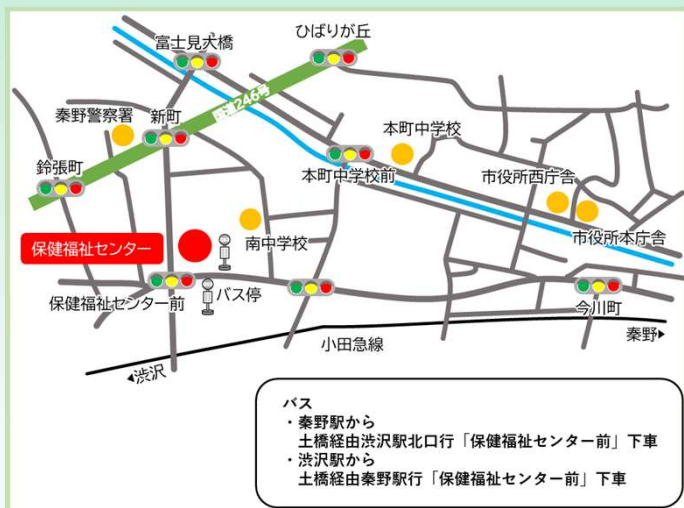 富士見大橋
ひばりが丘
国道246号
秦野警察署
新町
本町中学校
鈴張町
本町中学校前
市役所西庁舎
保健福祉センター
南中学校
市役所本庁舎
保健福祉センター前
バス停
今川町
小田急線
秦野▶
◀渋沢
バス
・秦野駅から
土橋経由渋沢駅北口行「保健福祉センター前」下車
・渋沢駅から
土橋経由秦野駅行「保健福祉センター前」下車